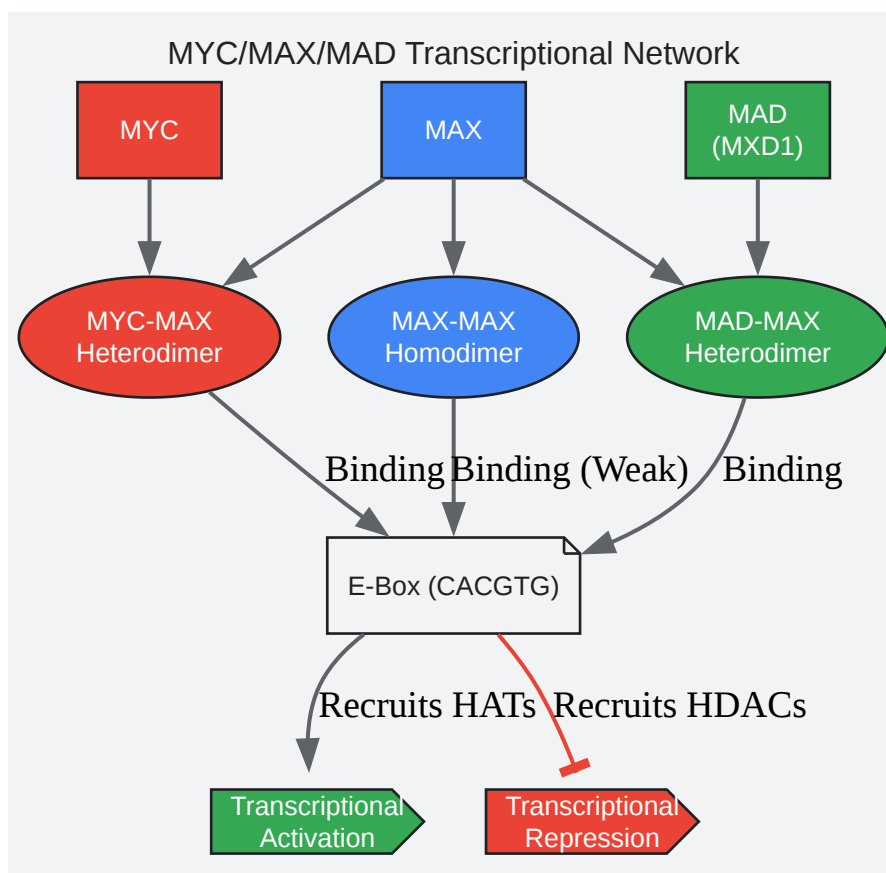 MYC/MAX/MAD Transcriptional Network
MYC
MAX
MAD
(MXD1)
MYC-MAX
Heterodimer
MAX-MAX
Homodimer
MAD-MAX
Heterodimer
Binding
Binding (Weak)
Binding
E-Box (CACGTG)
Recruits HATs
Recruits HDACs
Transcriptional
Activation
Transcriptional
Repression